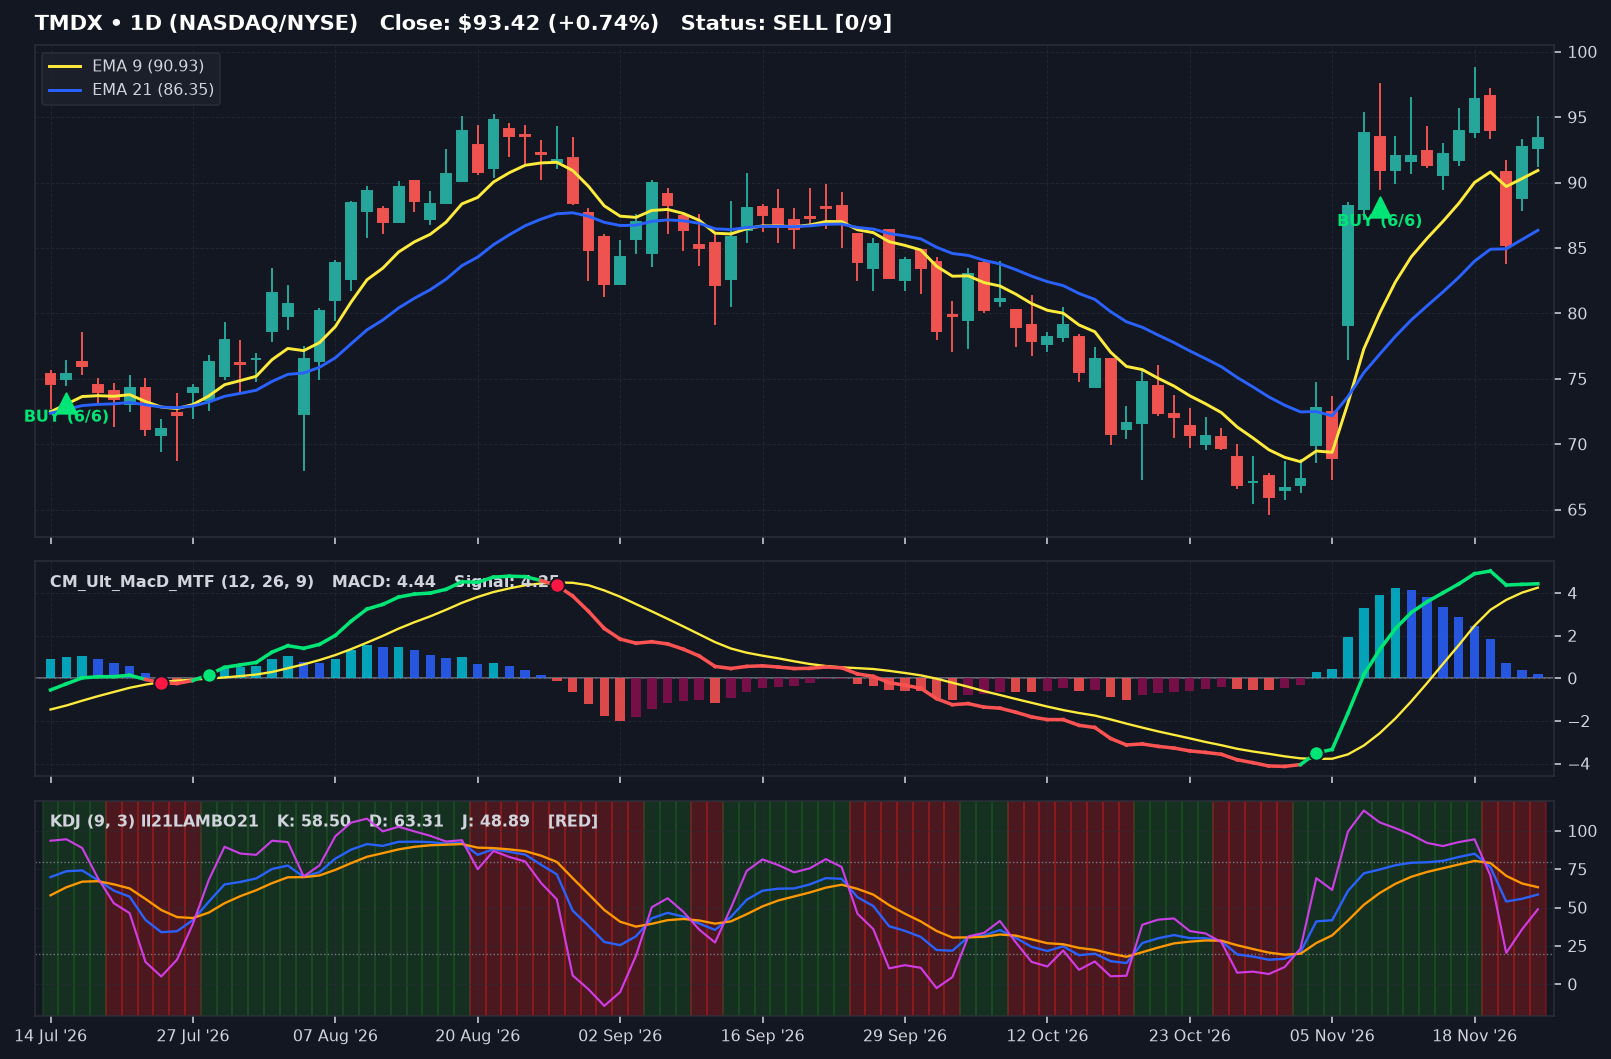 TMDX • 1D (NASDAQ/NYSE)   Close: $93.42 (+0.74%)   Status: SELL [0/9]
EMA 9 (90.93)
EMA 21 (86.35)
100
95
90
85
80
75
70
65
BUY (6/6)
BUY (6/6)
CM_Ult_MacD_MTF (12, 26, 9)   MACD: 4.44   Signal: 4.25
4
2
0
−2
−4
KDJ (9, 3) II21LAMBO21   K: 58.50   D: 63.31   J: 48.89   [RED]
100
75
50
25
0
14 Jul '26
27 Jul '26
07 Aug '26
20 Aug '26
02 Sep '26
16 Sep '26
29 Sep '26
12 Oct '26
23 Oct '26
05 Nov '26
18 Nov '26